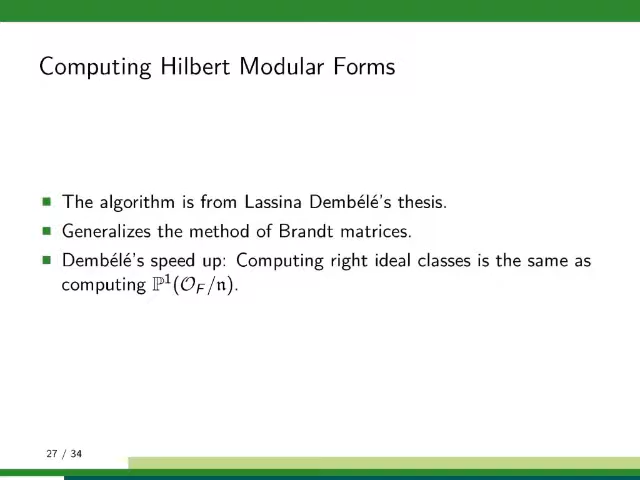 Computing Hilbert Modular Forms
The algorithm is from Lassina Dembélé's thesis.
Generalizes the method of Brandt matrices.
Dembélé's speed up: Computing right ideal classes is the same as
computing ℙ¹(𝒪_F/𝔫).
27 / 34